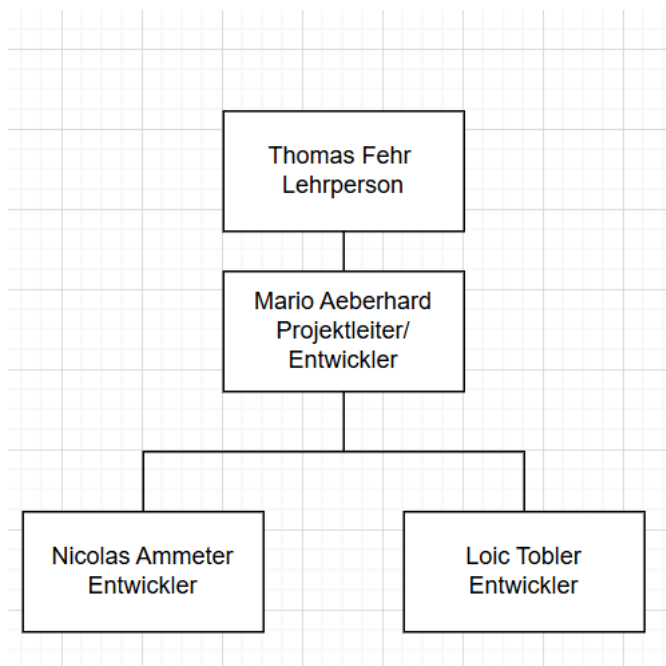 Thomas Fehr
Lehrperson
Mario Aeberhard
Projektleiter/
Entwickler
Nicolas Ammeter
Entwickler
Loic Tobler
Entwickler